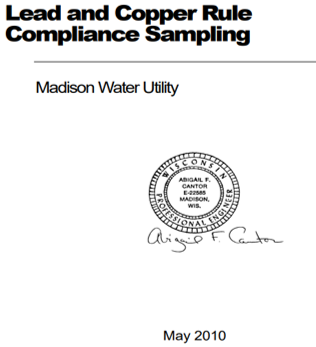 Lead and Copper Rule
Compliance Sampling
Madison Water Utility
WISCONSIN
ABIGAIL F.
CANTOR
E-22585
MADISON,
WIS.
PROFESSIONAL ENGINEER
Abigail F. Cantor
May 2010